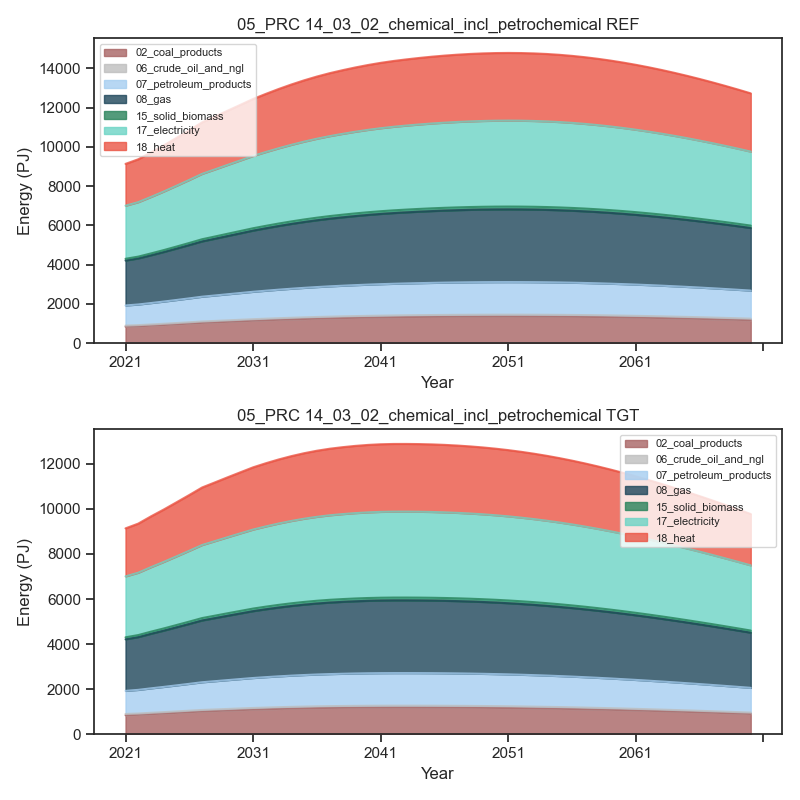 05_PRC 14_03_02_chemical_incl_petrochemical REF
02_coal_products
06_crude_oil_and_ngl
07_petroleum_products
08_gas
15_solid_biomass
17_electricity
18_heat
14000
12000
10000
8000
6000
4000
2000
0
Energy (PJ)
2021 2031 2041 2051 2061
Year
05_PRC 14_03_02_chemical_incl_petrochemical TGT
02_coal_products
06_crude_oil_and_ngl
07_petroleum_products
08_gas
15_solid_biomass
17_electricity
18_heat
12000
10000
8000
6000
4000
2000
0
Energy (PJ)
2021 2031 2041 2051 2061
Year